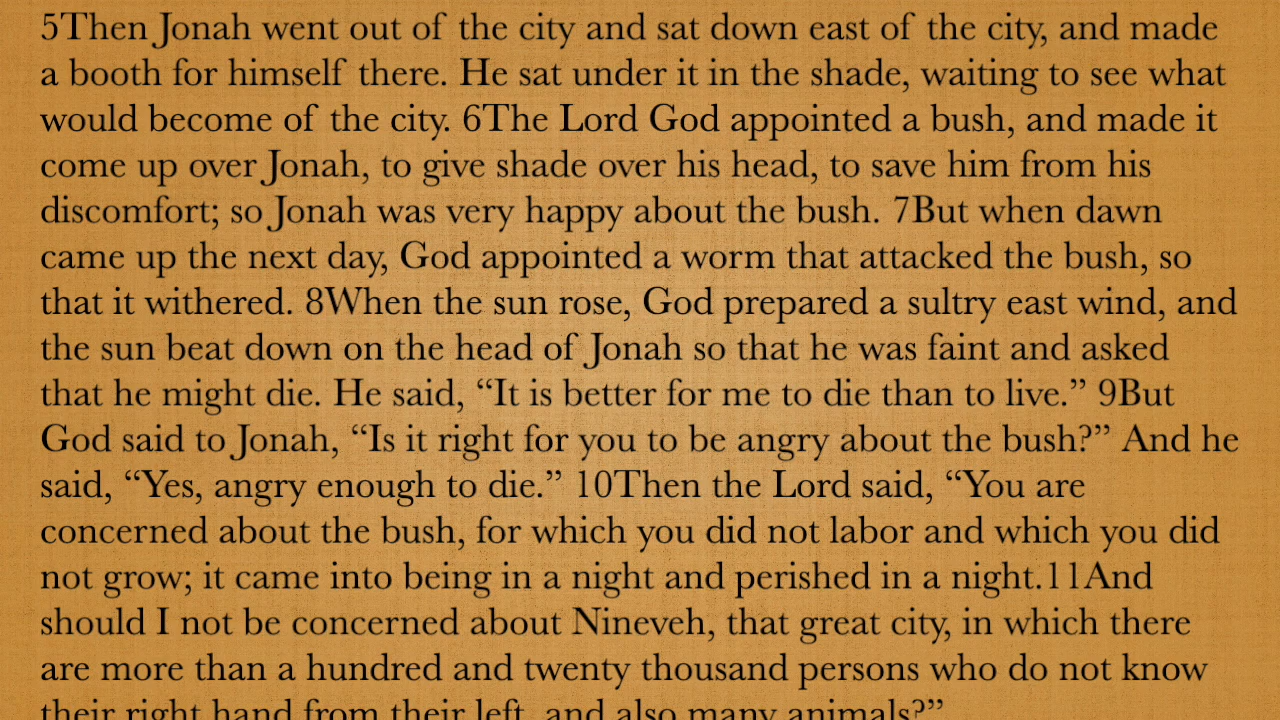 5Then Jonah went out of the city and sat down east of the city, and made
a booth for himself there. He sat under it in the shade, waiting to see what
would become of the city. 6The Lord God appointed a bush, and made it
come up over Jonah, to give shade over his head, to save him from his
discomfort; so Jonah was very happy about the bush. 7But when dawn
came up the next day, God appointed a worm that attacked the bush, so
that it withered. 8When the sun rose, God prepared a sultry east wind, and
the sun beat down on the head of Jonah so that he was faint and asked
that he might die. He said, “It is better for me to die than to live.” 9But
God said to Jonah, “Is it right for you to be angry about the bush?” And he
said, “Yes, angry enough to die.” 10Then the Lord said, “You are
concerned about the bush, for which you did not labor and which you did
not grow; it came into being in a night and perished in a night.11And
should I not be concerned about Nineveh, that great city, in which there
are more than a hundred and twenty thousand persons who do not know
their right hand from their left, and also many animals?”